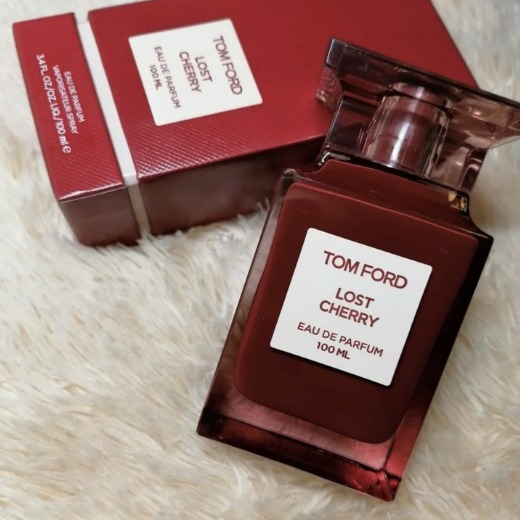 TOM FORD
LOST
CHERRY
EAU DE PARFUM
100 ML
EAU DE PARFUM
VAPORISATEUR SPRAY
3.4 FL.OZ/OZ.LIQ./100 ml e
TOM FORD
LOST
CHERRY
EAU DE PARFUM
100 ML